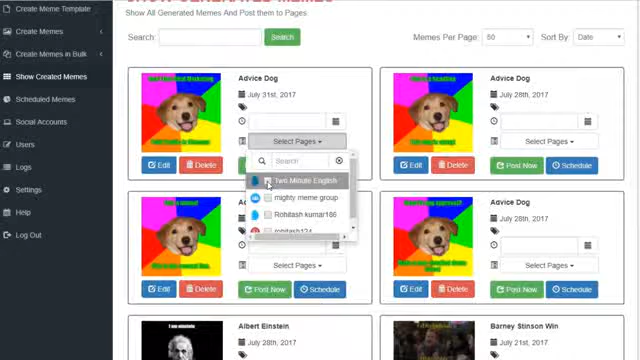 SHOW GENERATED MEMES
Show All Generated Memes And Post them to Pages.
Create Meme Template
Create Memes
Create Memes in Bulk
Show Created Memes
Scheduled Memes
Social Accounts
Users
Logs
Settings
Help
Log Out
Search:
Search
Memes Per Page:
50
Sort By:
Date
Advice Dog
July 31st, 2017
Select Pages
Edit
Delete
Search
Two Minute English
mighty meme group
Rohitash kumar186
rohitash124
Advice Dog
July 28th, 2017
Select Pages
Edit
Delete
Post Now
Schedule
Select Pages
Edit
Delete
Post Now
Schedule
Advice Dog
July 28th, 2017
Select Pages
Edit
Delete
Post Now
Schedule
Albert Einstein
July 28th, 2017
I am einstein
Barney Stinson Win
July 21st, 2017